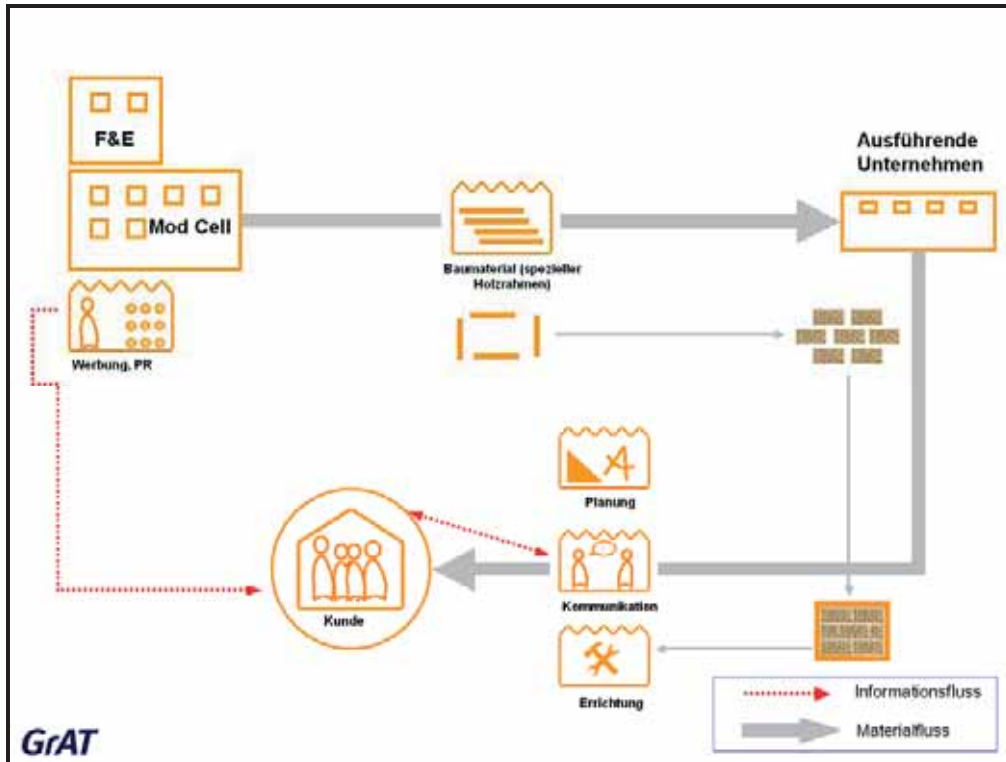 F&E
Mod Cell
Werbung, PR
Baumaterial (spezieller
Holzrahmen)
Ausführende
Unternehmen
Planung
Kommunikation
Kunde
Errichtung
Informationsfluss
Materialfluss
GrAT